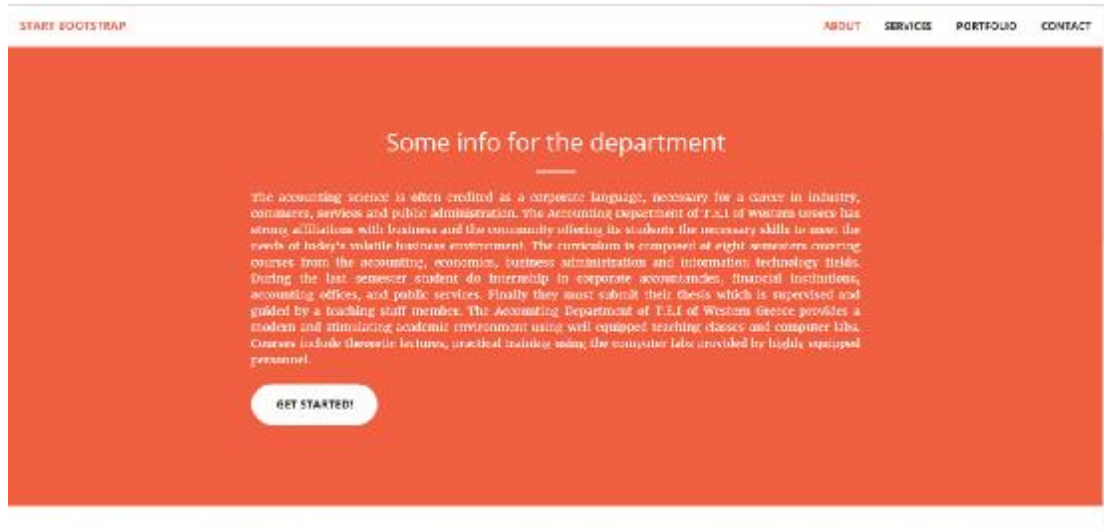 START BOOTSTRAP
ABOUT SERVICES PORTFOLIO CONTACT
Some info for the department
The accounting science is often credited as a corporate language, necessary for a career in industry,
commerce, services and public administration. The Accounting Department of T.E.I of Western Greece has
strong affiliations with business and the community offering its students the necessary skills to meet the
needs of today's volatile business environment. The curriculum is composed of eight semesters covering
courses from the accounting, economics, business administration and information technology fields.
During the last semester student do internship in corporate accountancies, financial institutions,
accounting offices, and public services. Finally they must submit their thesis which is supervised and
guided by a teaching staff member. The Accounting Department of T.E.I of Western Greece provides a
modern and stimulating academic environment using well equipped teaching classes and computer labs.
Courses include theoretic lectures, practical training using the computer labs provided by highly equipped
personnel.
GET STARTED!